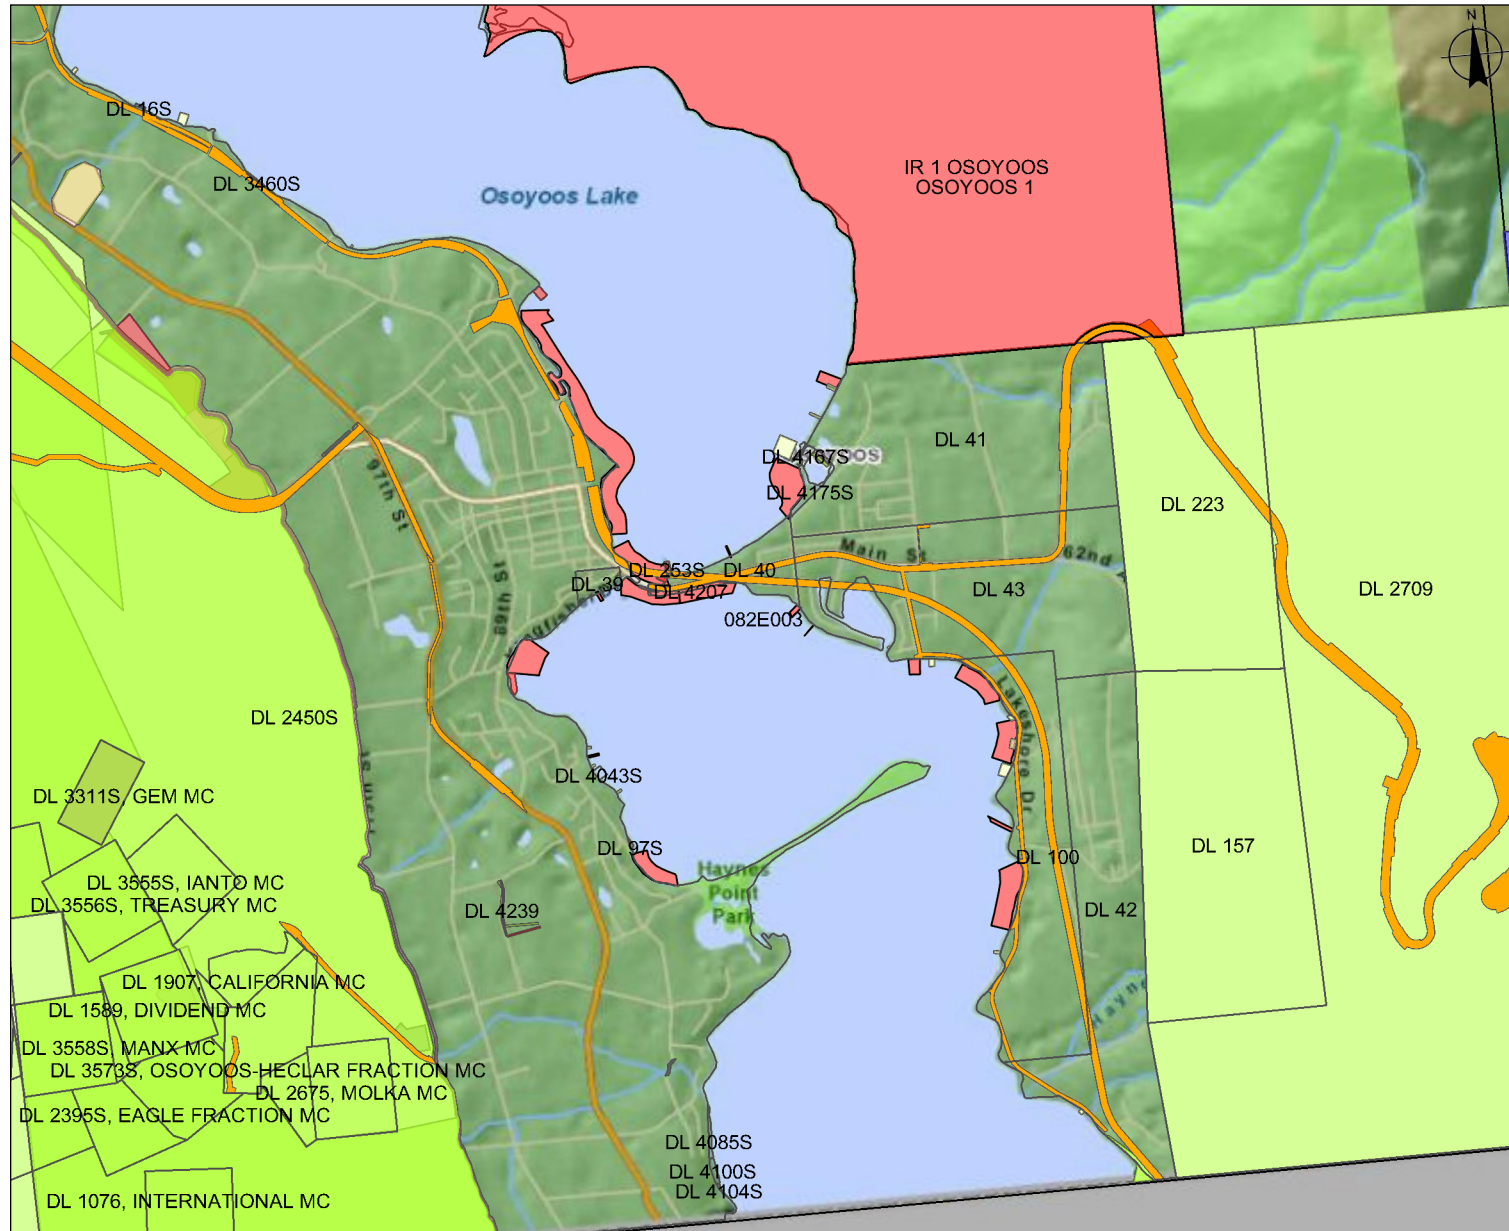 N
DL 16S
IR 1 OSOYOOS
OSOYOOS 1
DL 3460S
Osoyoos Lake
DL 41
DL 4167S
DL 4175S
97th St
DL 223
Main St
62nd A
DL 253S
DL 40
DL 39
DL 4207
DL 43
DL 2709
89th St
082E003
Lakeshore Dr
DL 2450S
DL 4043S
DL 3311S, GEM MC
DL 97S
DL 100
DL 157
Haynes
Point
Park
DL 3555S, IANTO MC
DL 3556S, TREASURY MC
DL 4239
DL 42
DL 1907, CALIFORNIA MC
DL 1589, DIVIDEND MC
Hayne
DL 3558S, MANX MC
DL 3573S, OSOYOOS-HECLAR FRACTION MC
DL 2675, MOLKA MC
DL 2395S, EAGLE FRACTION MC
DL 4085S
DL 4100S
DL 4104S
DL 1076, INTERNATIONAL MC